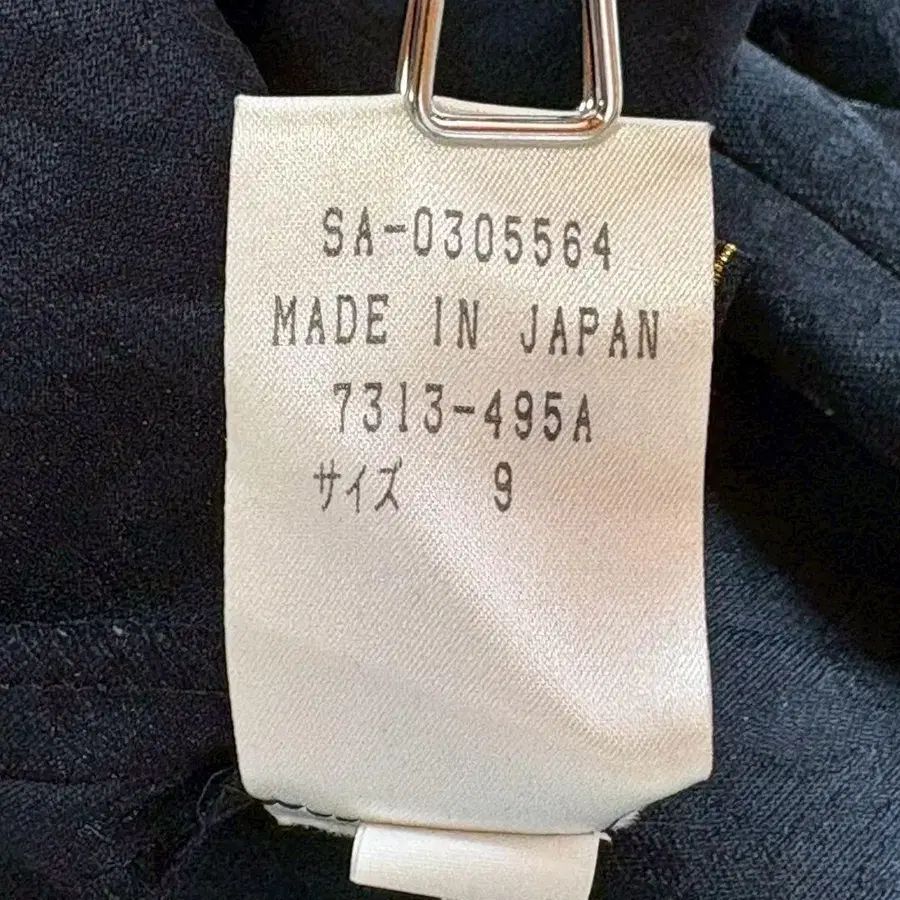 SA-0305564
MADE IN JAPAN
7313-495A
サイズ 9